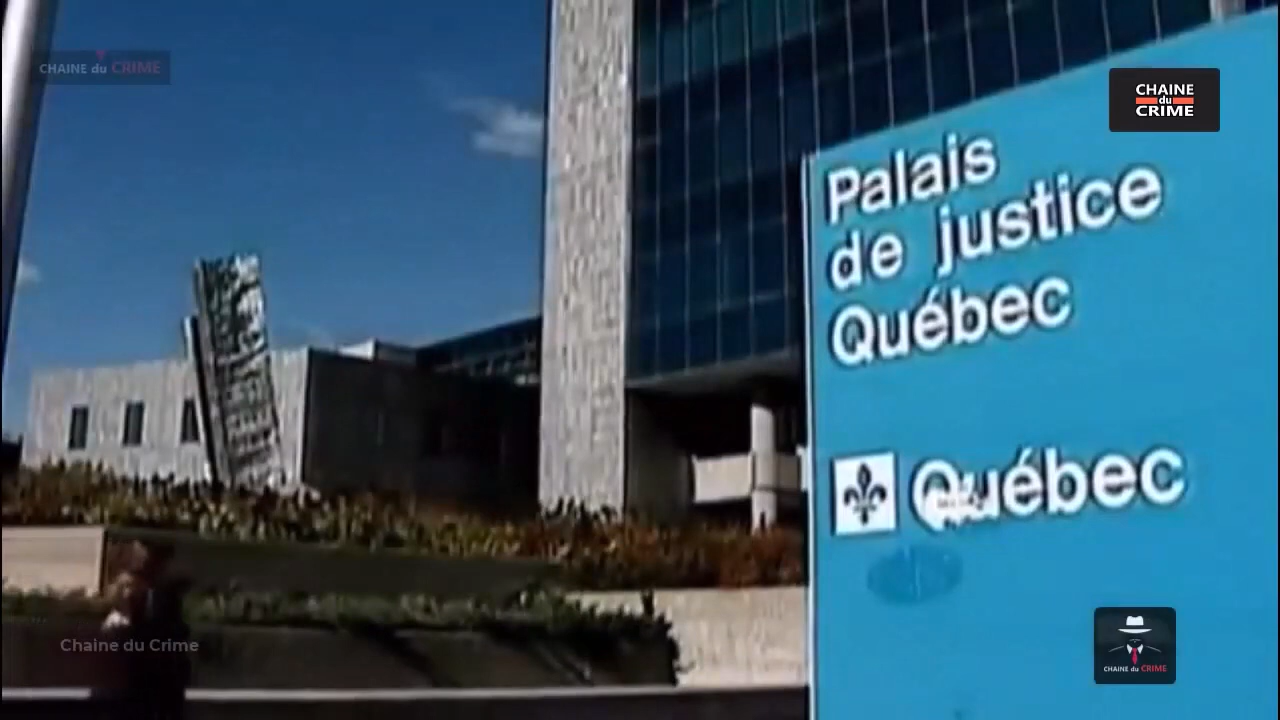 CHAINE du CRIME
CHAINE
du
CRIME
Palais
de justice
Québec
Québec
Chaine du Crime
CHAINE du CRIME